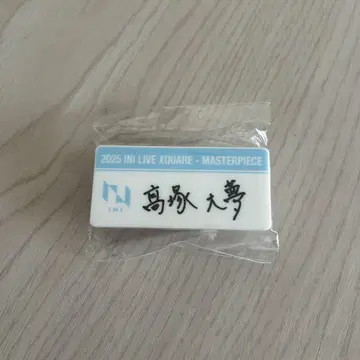 2025 INI LIVE XQUARE - MASTERPIECE
INI
髙塚 大夢